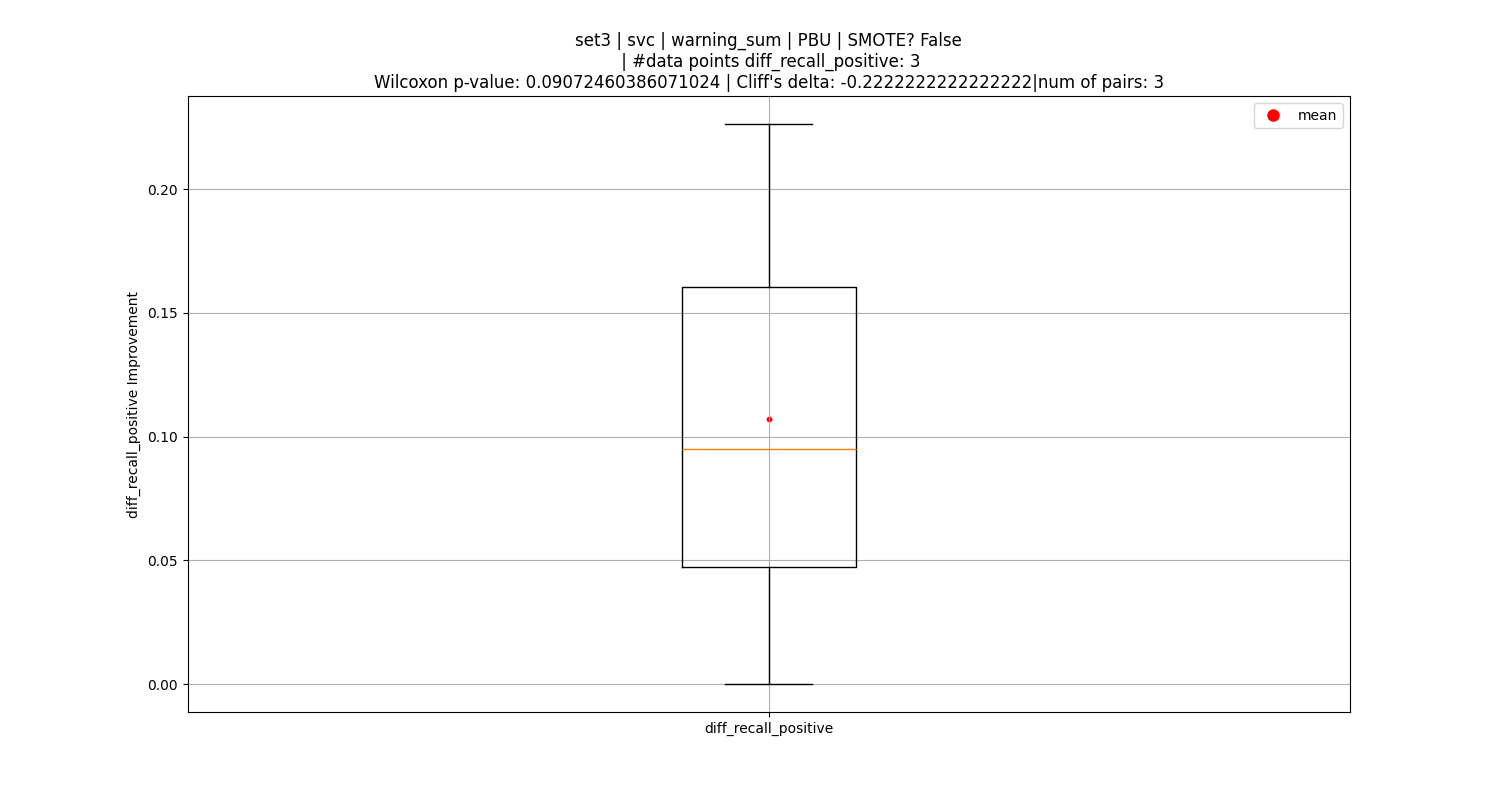 set3 | svc | warning_sum | PBU | SMOTE? False
| #data points diff_recall_positive: 3
Wilcoxon p-value: 0.09072460386071024 | Cliff's delta: -0.2222222222222222|num of pairs: 3
mean
0.20
0.15
0.10
0.05
0.00
diff_recall_positive Improvement
diff_recall_positive